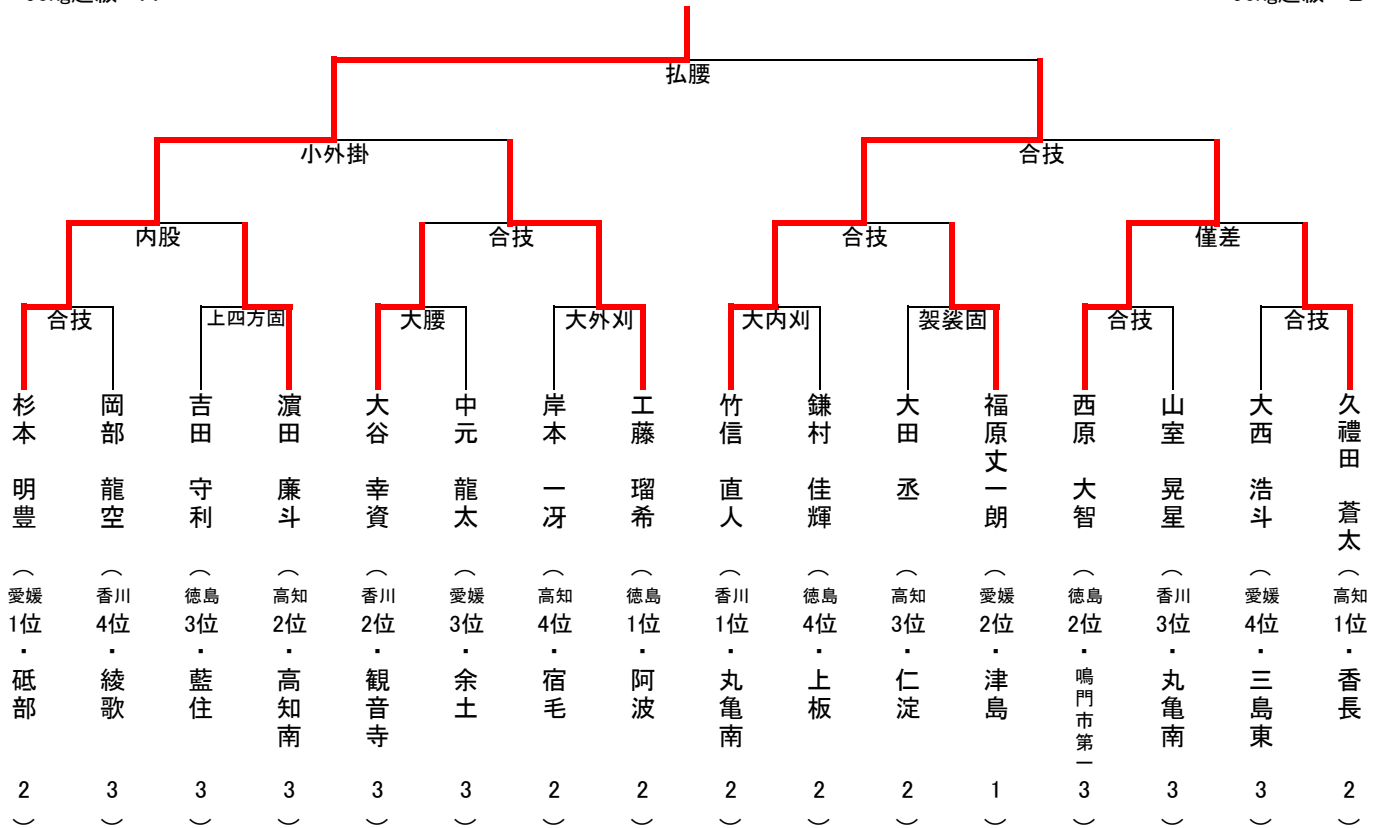 払腰
小外掛
合技
内股
合技
合技
僅差
合技
上四方固
大腰
大外刈
大内刈
袈裟固
合技
合技
杉本 明豊 （愛媛1位・砥部 2）
岡部 龍空 （香川4位・綾歌 3）
吉田 守利 （徳島3位・藍住 3）
濵田 廉斗 （高知2位・高知南 3）
大谷 幸資 （香川2位・観音寺 3）
中元 龍太 （愛媛3位・余土 3）
岸本 一冴 （高知4位・宿毛 2）
工藤 瑠希 （徳島1位・阿波 2）
竹信 直人 （香川1位・丸亀南 2）
鎌村 佳輝 （徳島4位・上板 2）
大田 丞 （高知3位・仁淀 2）
福原丈一朗 （愛媛2位・津島 1）
西原 大智 （徳島2位・鳴門市第一 3）
山室 晃星 （香川3位・丸亀南 3）
大西 浩斗 （愛媛4位・三島東 3）
久禮田 蒼太 （高知1位・香長 2）